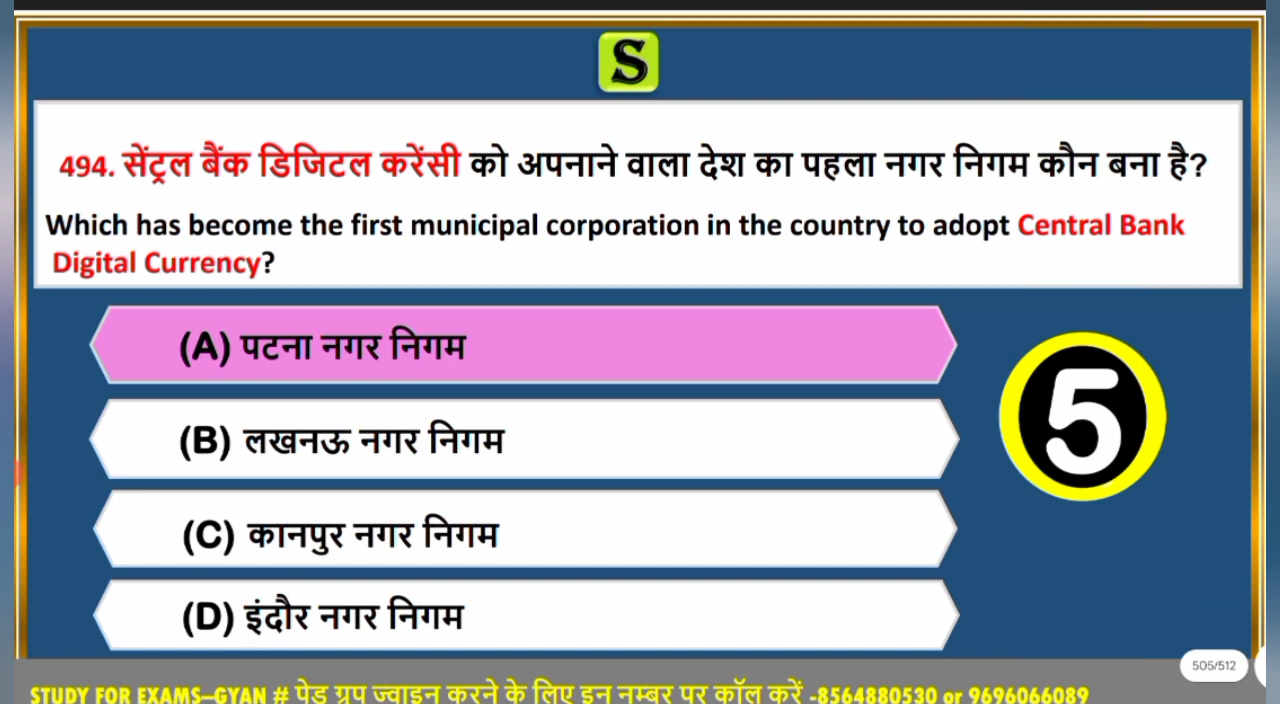 S
494. सेंट्रल बैंक डिजिटल करेंसी को अपनाने वाला देश का पहला नगर निगम कौन बना है?
Which has become the first municipal corporation in the country to adopt Central Bank
Digital Currency?
(A) पटना नगर निगम
(B) लखनऊ नगर निगम
5
(C) कानपुर नगर निगम
(D) इंदौर नगर निगम
505/512
STUDY FOR EXAMS–GYAN # पेड ग्रुप ज्वाइन करने के लिए इन नम्बर पर कॉल करें -8564880530 or 9696066089